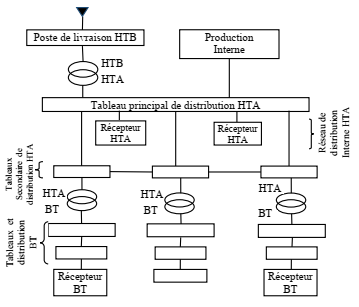 Poste de livraison HTB
Production
Interne
HTB
HTA
Tableau principal de distribution HTA
Récepteur
HTA
Récepteur
HTA
Réseau de
distribution
Interne HTA
Tableaux
Secondaire de
distribution HTA
HTA
BT
HTA
BT
HTA
BT
Tableaux et
distribution
BT
Récepteur
BT
Récepteur
BT